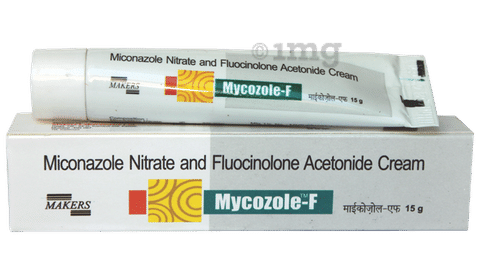 1mg
Miconazole Nitrate and Fluocinolone Acetonide Cream
MAKERS
Mycozole-F
माईकोज़ोल-एफ 15 g
Miconazole Nitrate and Fluocinolone Acetonide Cream
MAKERS
Mycozole-F™
माईकोज़ोल-एफ 15 g